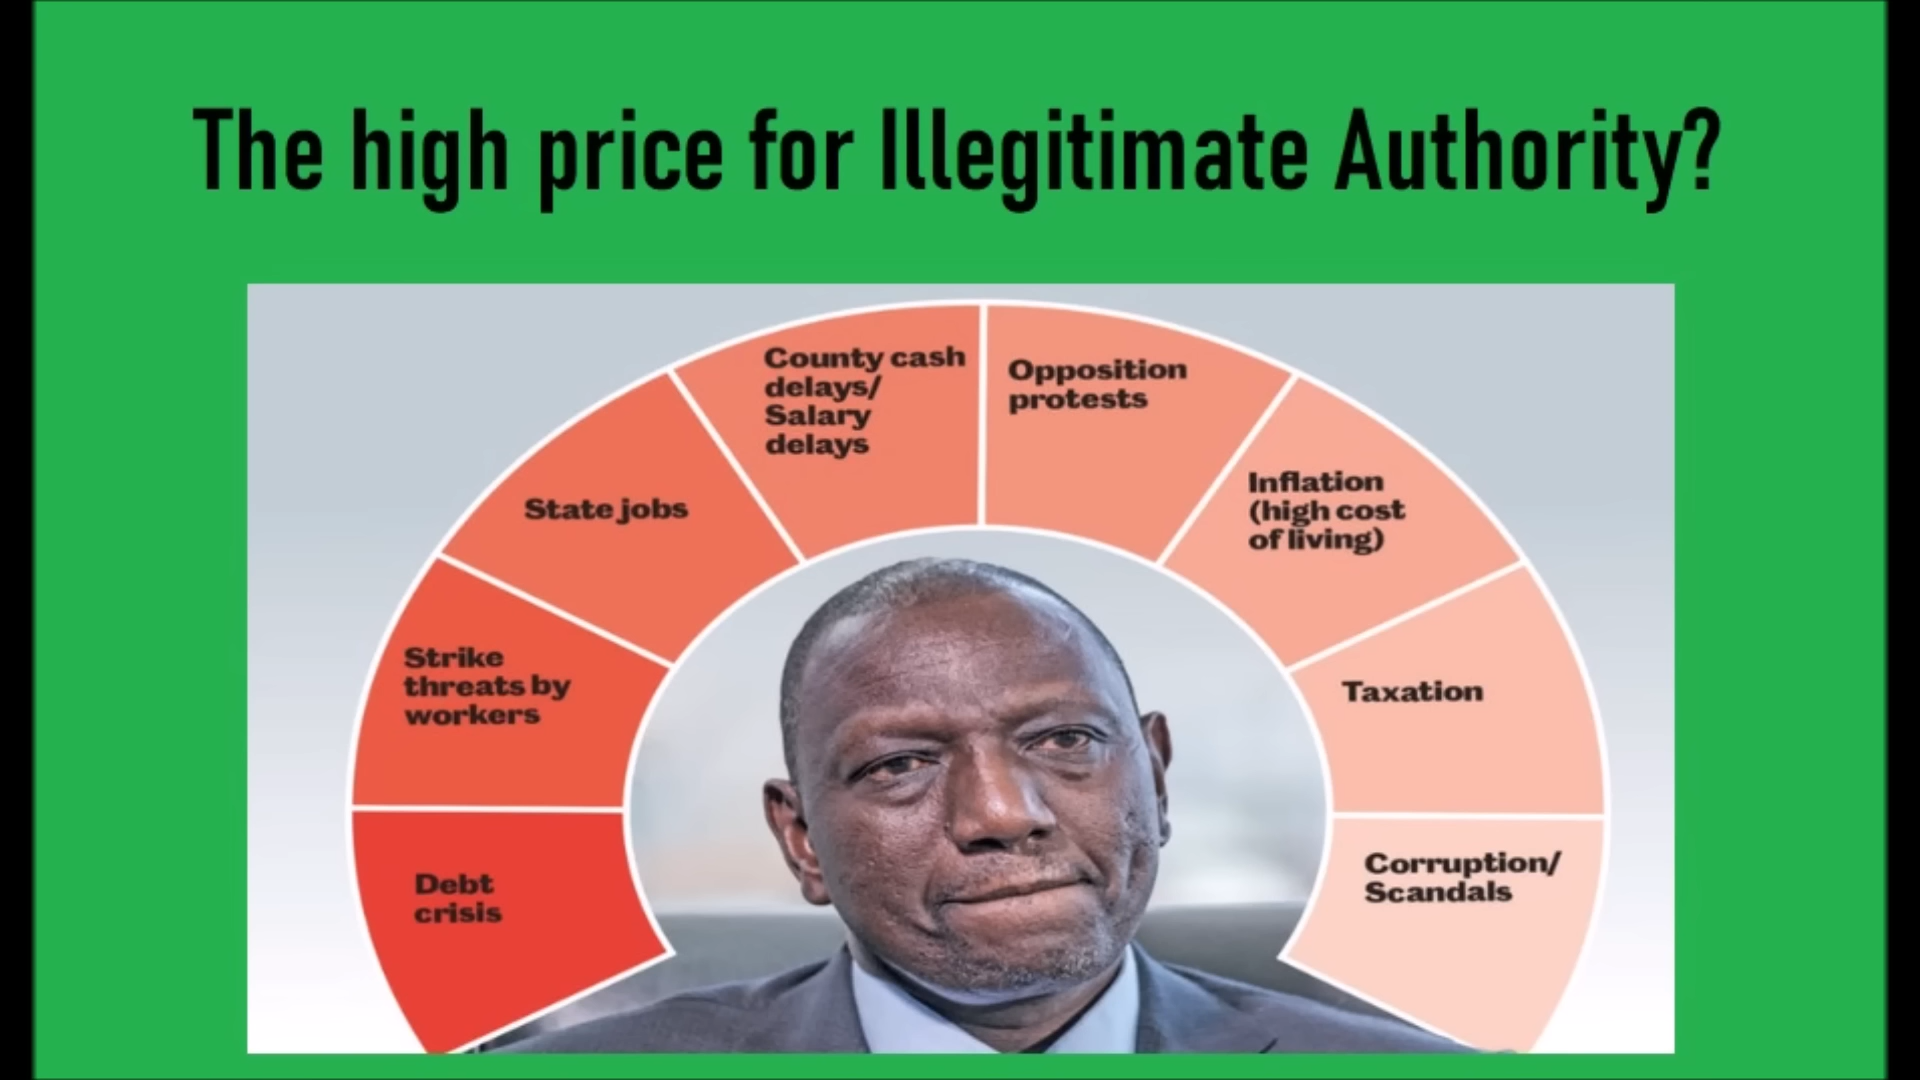 The high price for Illegitimate Authority?
County cash
delays/
Salary
delays
Opposition
protests
State jobs
Inflation
(high cost
of living)
Strike
threats by
workers
Taxation
Debt
crisis
Corruption/
Scandals